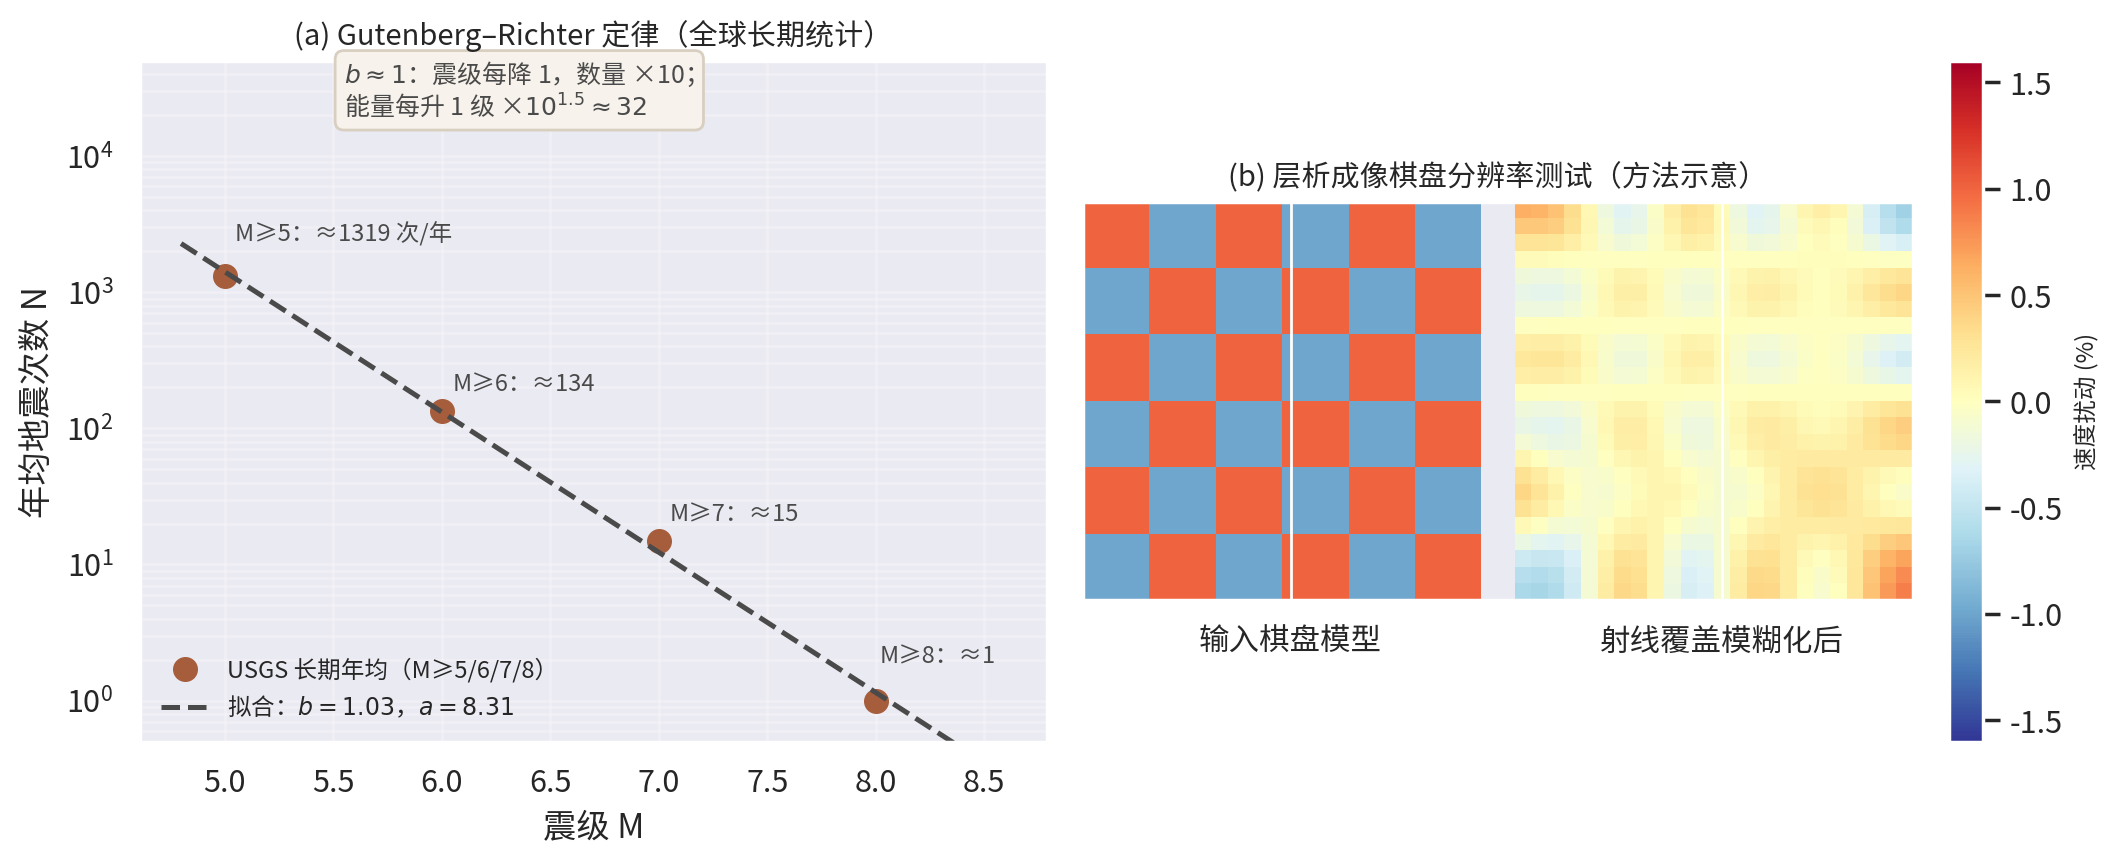 (a) Gutenberg–Richter 定律（全球长期统计）
b ≈ 1：震级每降 1，数量 ×10；
能量每升 1 级 ×10^1.5 ≈ 32
10^4
10^3
10^2
10^1
10^0
年均地震次数 N
M≥5：≈1319 次/年
M≥6：≈134
M≥7：≈15
M≥8：≈1
USGS 长期年均（M≥5/6/7/8）
拟合：b = 1.03，a = 8.31
5.0 5.5 6.0 6.5 7.0 7.5 8.0 8.5
震级 M
(b) 层析成像棋盘分辨率测试（方法示意）
输入棋盘模型
射线覆盖模糊化后
1.5
1.0
0.5
0.0
-0.5
-1.0
-1.5
速度扰动 (%)